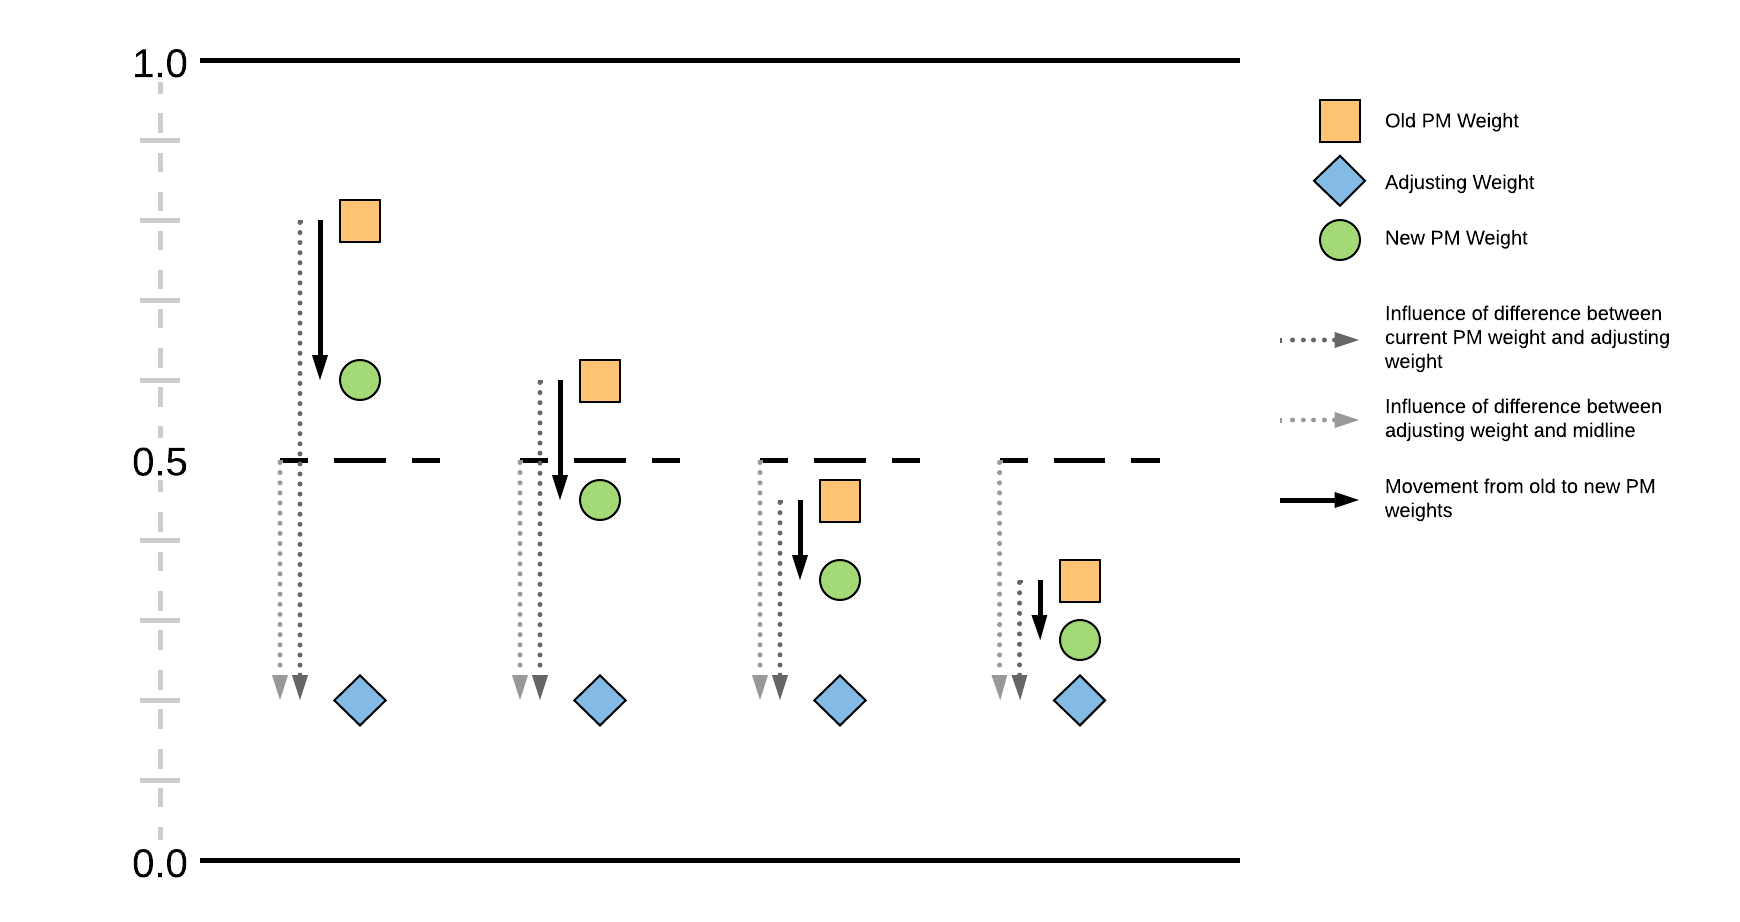 1.0
0.5
0.0
Old PM Weight
Adjusting Weight
New PM Weight
Influence of difference between
current PM weight and adjusting
weight
Influence of difference between
adjusting weight and midline
Movement from old to new PM
weights